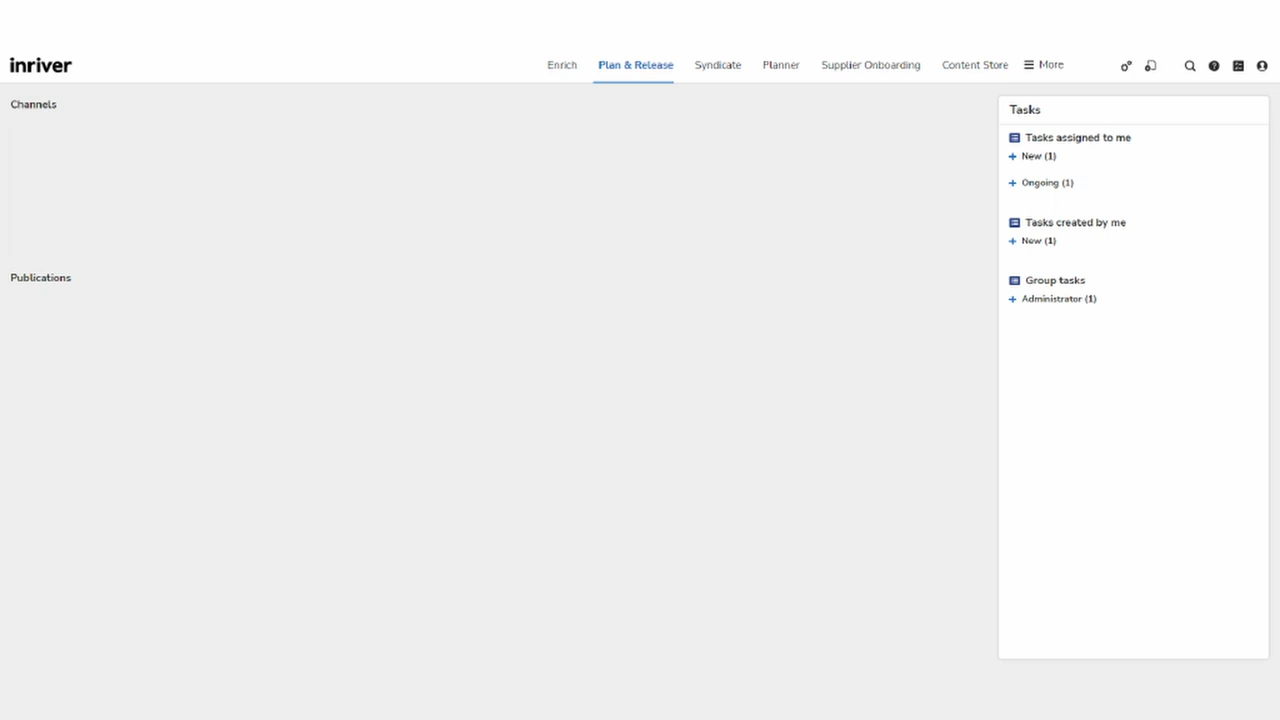 inriver
Enrich Plan & Release Syndicate Planner Supplier Onboarding Content Store More
Channels
Publications
Tasks
Tasks assigned to me
+ New (1)
+ Ongoing (1)
Tasks created by me
+ New (1)
Group tasks
+ Administrator (1)